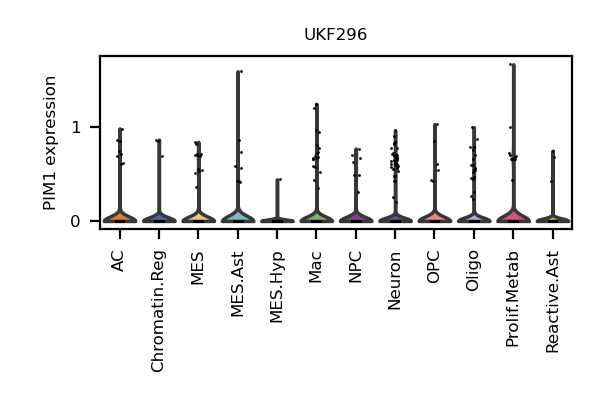 UKF296
PIM1 expression
1
0
AC
Chromatin.Reg
MES
MES.Ast
MES.Hyp
Mac
NPC
Neuron
OPC
Oligo
Prolif.Metab
Reactive.Ast